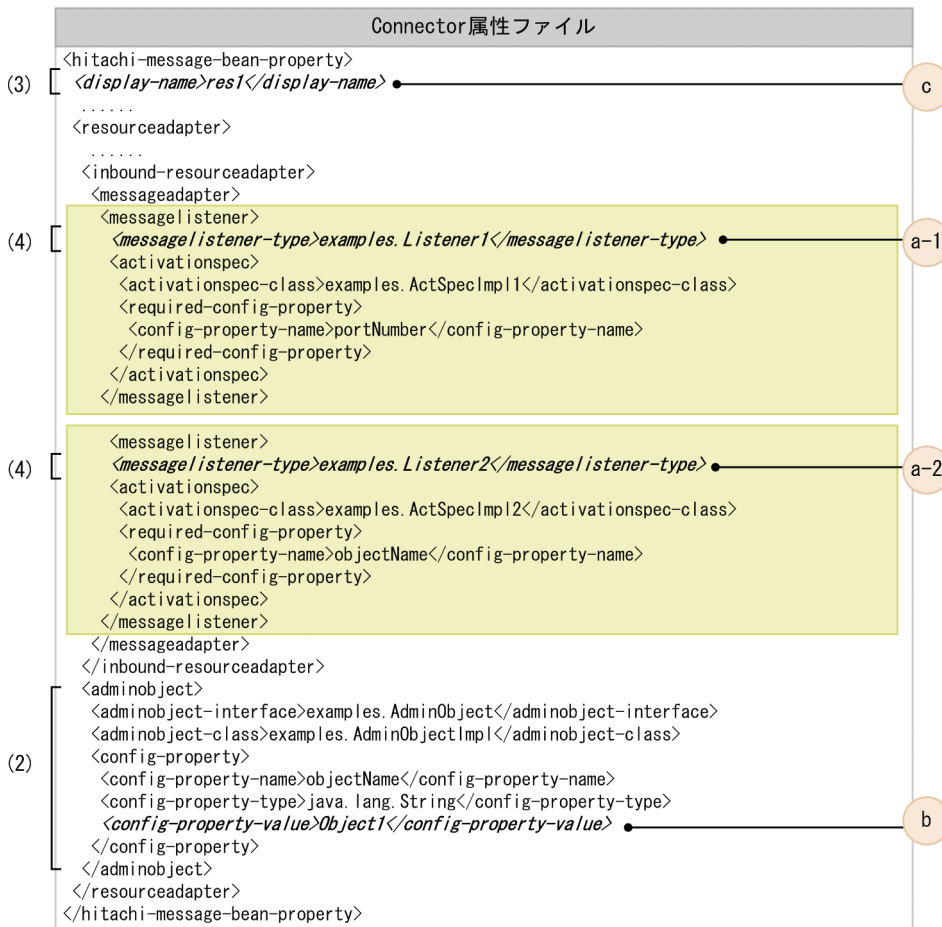 Connector属性ファイル
<hitachi-message-bean-property>
(3) <display-name>res1</display-name> c
......
<resourceadapter>
......
<inbound-resourceadapter>
<messageadapter>
<messagelistener>
(4) <messagelistener-type>examples.Listener1</messagelistener-type> a-1
<activationspec>
<activationspec-class>examples.ActSpecImpl1</activationspec-class>
<required-config-property>
<config-property-name>portNumber</config-property-name>
</required-config-property>
</activationspec>
</messagelistener>
<messagelistener>
(4) <messagelistener-type>examples.Listener2</messagelistener-type> a-2
<activationspec>
<activationspec-class>examples.ActSpecImpl2</activationspec-class>
<required-config-property>
<config-property-name>objectName</config-property-name>
</required-config-property>
</activationspec>
</messagelistener>
</messageadapter>
</inbound-resourceadapter>
<adminobject>
<adminobject-interface>examples.AdminObject</adminobject-interface>
<adminobject-class>examples.AdminObjectImpl</adminobject-class>
<config-property>
(2) <config-property-name>objectName</config-property-name>
<config-property-type>java.lang.String</config-property-type>
<config-property-value>Object1</config-property-value> b
</config-property>
</adminobject>
</resourceadapter>
</hitachi-message-bean-property>